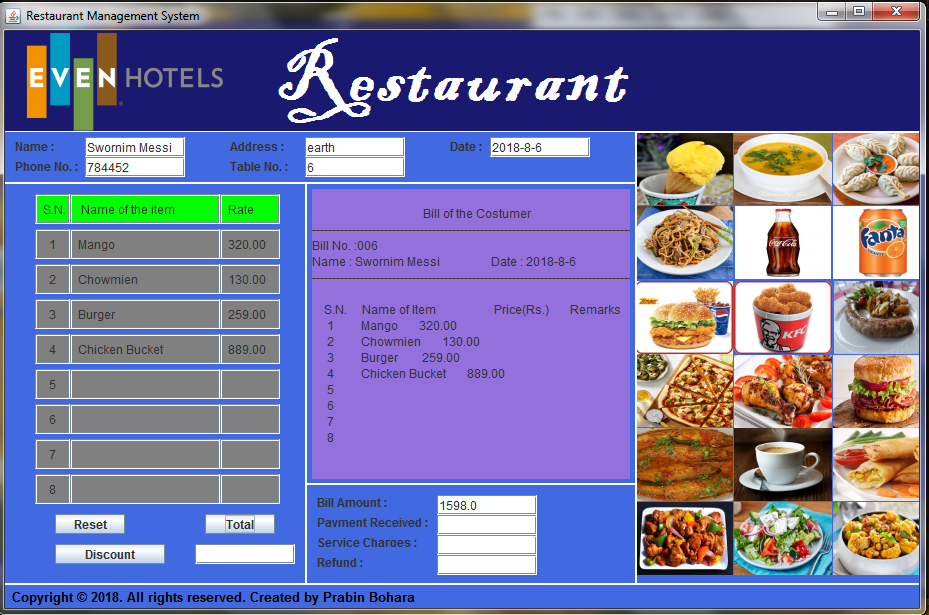 Restaurant Management System
EVEN HOTELS
Restaurant
Name : Swornim Messi Address : earth Date : 2018-8-6
Phone No. : 784452 Table No. : 6
S.N. Name of the item Rate
1 Mango 320.00
2 Chowmien 130.00
3 Burger 259.00
4 Chicken Bucket 889.00
5
6
7
8
Reset Total
Discount
Bill of the Costumer
Bill No. :006
Name : Swornim Messi Date : 2018-8-6
S.N. Name of Item Price(Rs.) Remarks
1 Mango 320.00
2 Chowmien 130.00
3 Burger 259.00
4 Chicken Bucket 889.00
5
6
7
8
Bill Amount : 1598.0
Payment Received :
Service Charges :
Refund :
Coca-Cola
Fanta
KFC
Copyright © 2018. All rights reserved. Created by Prabin Bohara